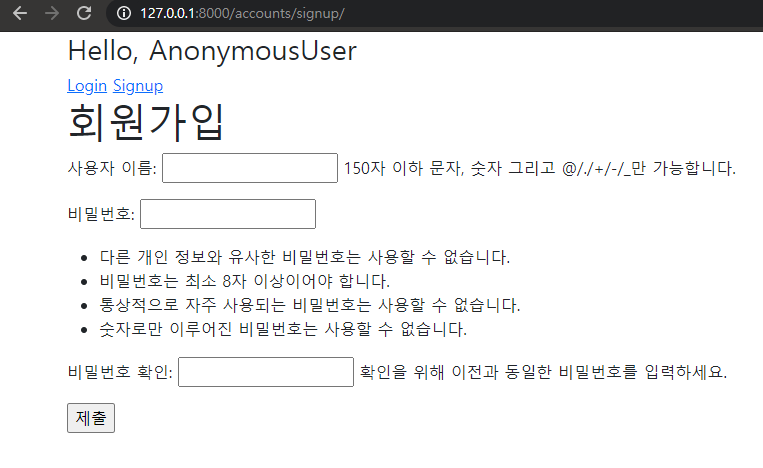 127.0.0.1:8000/accounts/signup/
Hello, AnonymousUser
Login Signup
회원가입
사용자 이름: 150자 이하 문자, 숫자 그리고 @/./+/-/_만 가능합니다.
비밀번호:
다른 개인 정보와 유사한 비밀번호는 사용할 수 없습니다.
비밀번호는 최소 8자 이상이어야 합니다.
통상적으로 자주 사용되는 비밀번호는 사용할 수 없습니다.
숫자로만 이루어진 비밀번호는 사용할 수 없습니다.
비밀번호 확인: 확인을 위해 이전과 동일한 비밀번호를 입력하세요.
제출